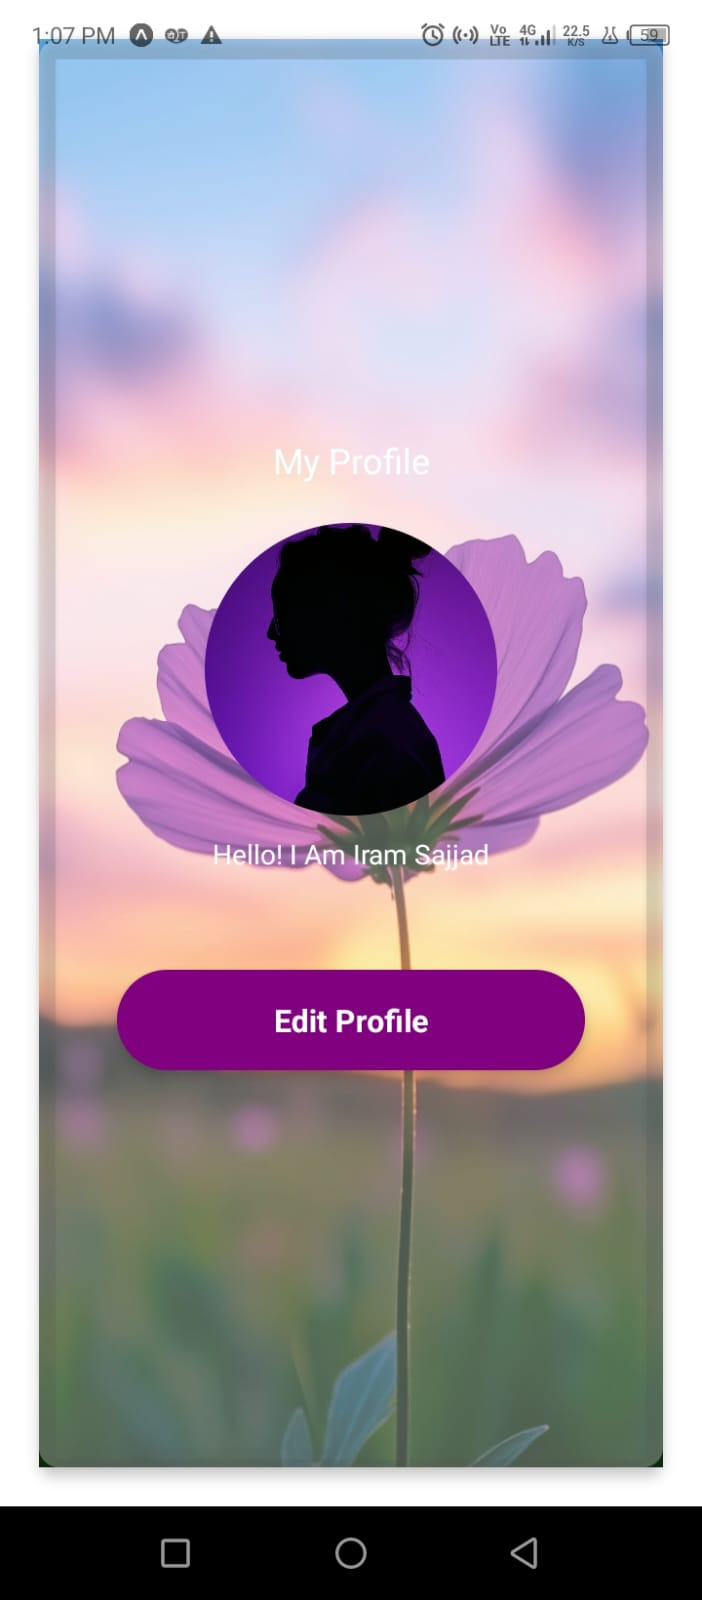 1:07 PM
Vo LTE 4G 22.5 K/S 59
My Profile
Hello! I Am Iram Sajjad
Edit Profile